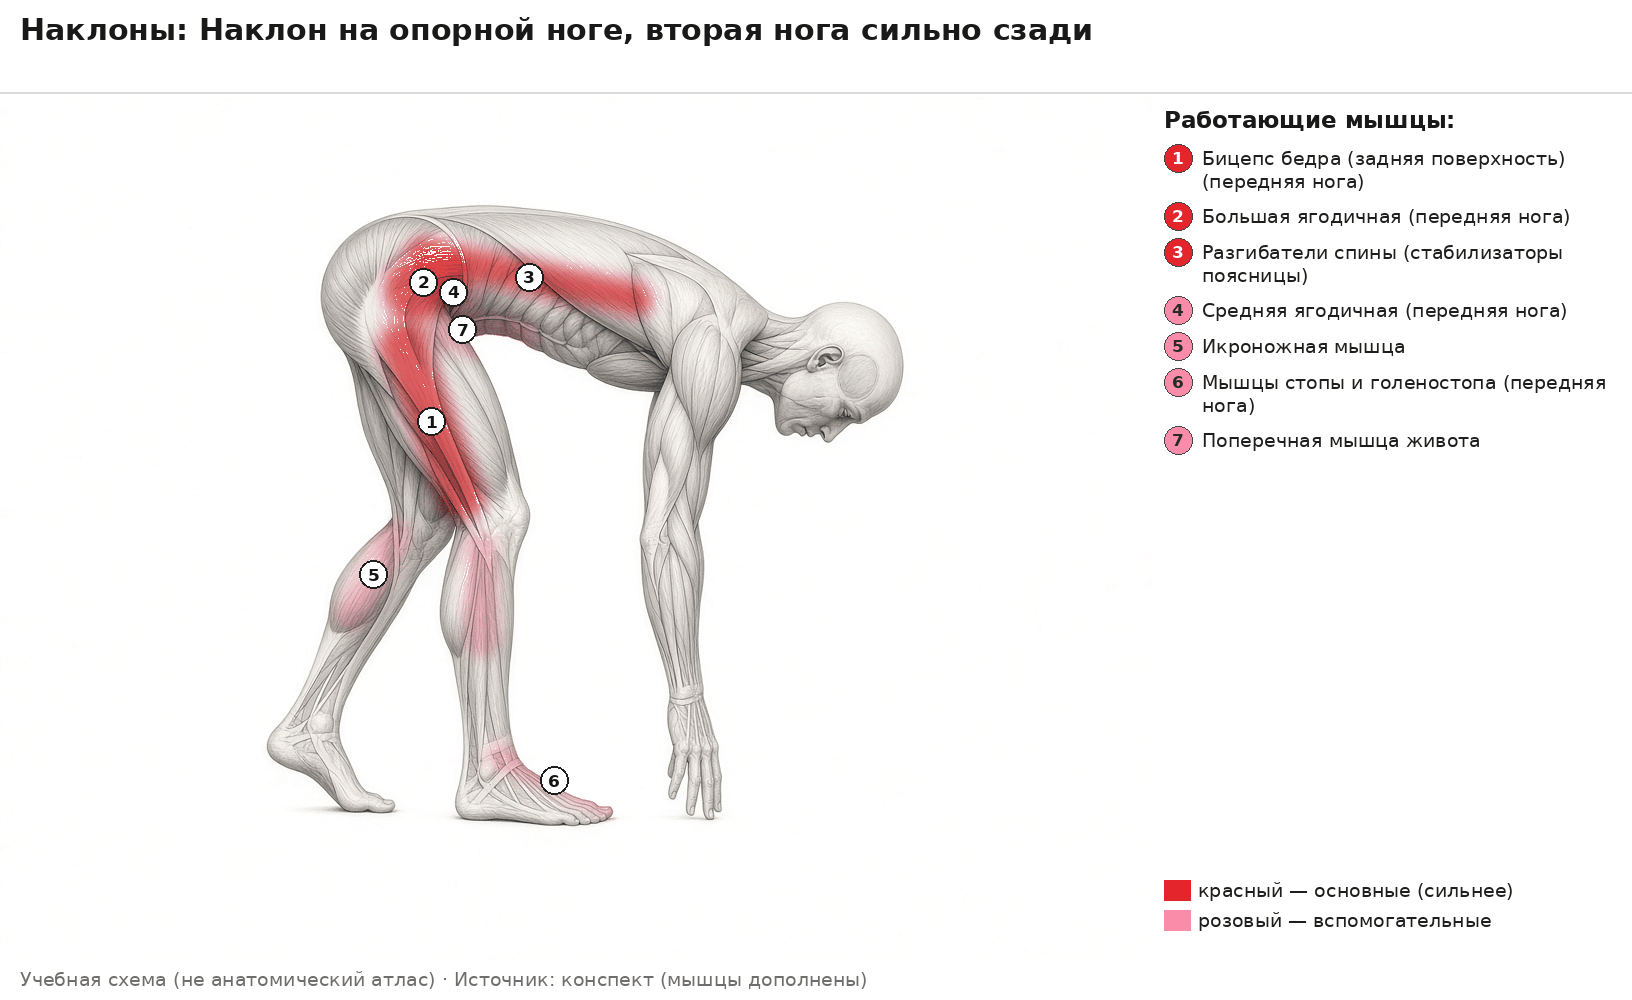 Наклоны: Наклон на опорной ноге, вторая нога сильно сзади
Работающие мышцы:
1 Бицепс бедра (задняя поверхность)
(передняя нога)
2 Большая ягодичная (передняя нога)
3 Разгибатели спины (стабилизаторы
поясницы)
4 Средняя ягодичная (передняя нога)
5 Икроножная мышца
6 Мышцы стопы и голеностопа (передняя
нога)
7 Поперечная мышца живота
2
4
3
7
1
5
6
красный — основные (сильнее)
розовый — вспомогательные
Учебная схема (не анатомический атлас) · Источник: конспект (мышцы дополнены)